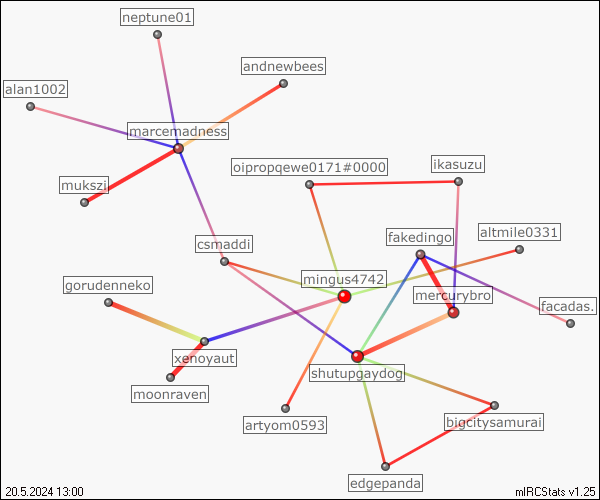 neptune01
andnewbees
alan1002
marcemadness
oipropqewe0171#0000
ikasuzu
mukszi
altmile0331
fakedingo
csmaddi
mingus4742
gorudenneko
mercurybro
facadas.
xenoyaut
shutupgaydog
moonraven
artyom0593
bigcitysamurai
edgepanda
20.5.2024 13:00
mIRCStats v1.25